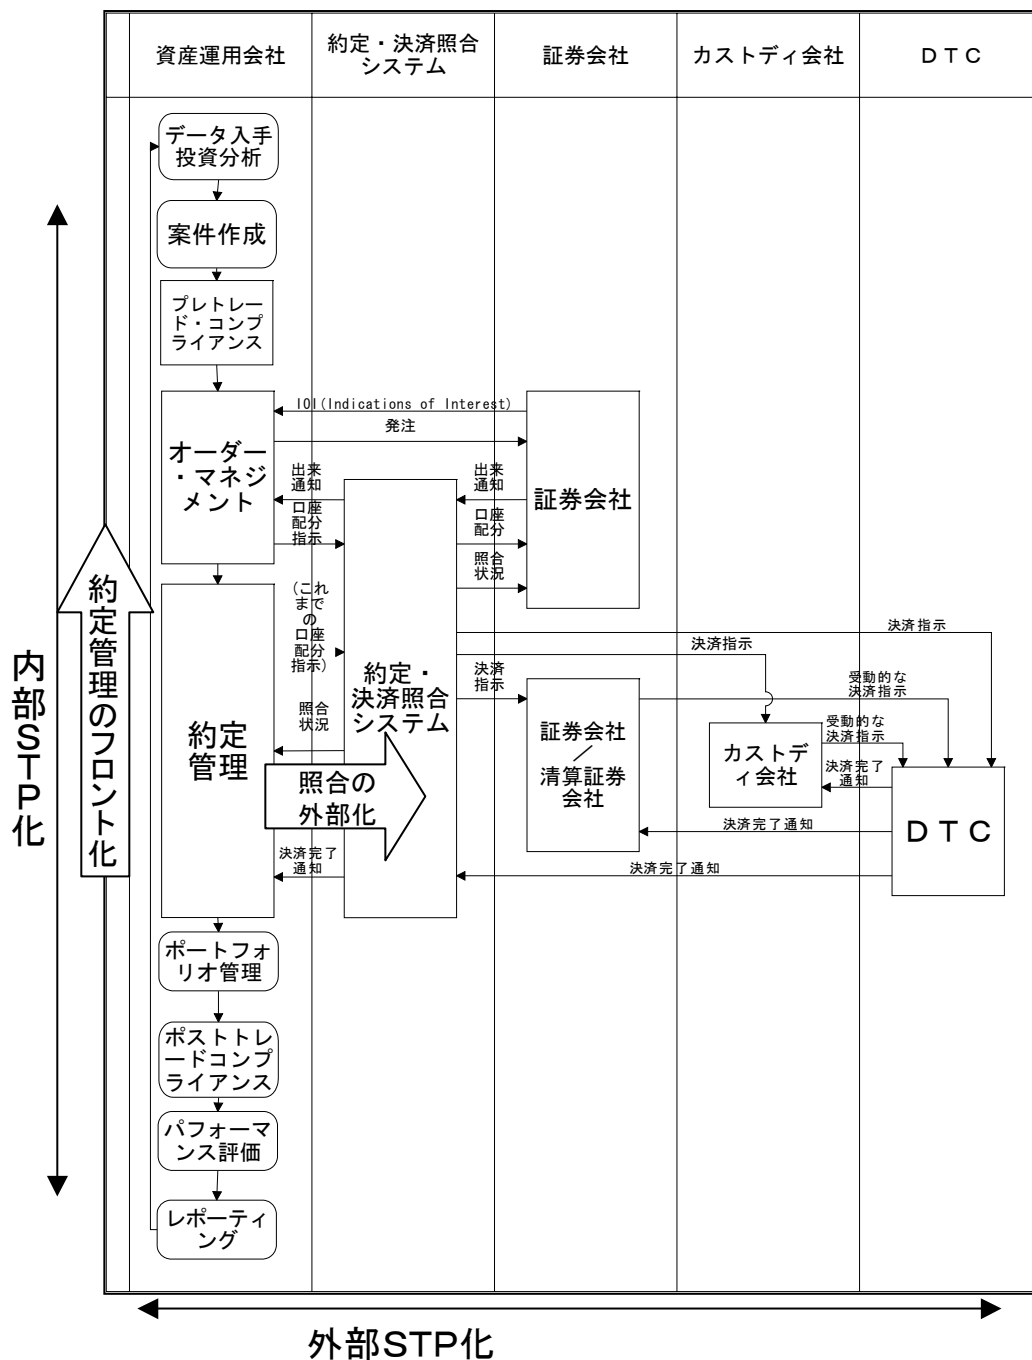 資産運用会社
約定・決済照合
システム
証券会社
カストディ会社
ＤＴＣ
データ入手
投資分析
案件作成
プレトレー
ド・コンプ
ライアンス
オーダー
・マネジ
メント
IOI(Indications of Interest)
発注
出来
通知
口座
配分
指示
出来
通知
口座
配分
照合
状況
証券会社
約定
管理
(これ
までの
口座
配分
指示)
照合
状況
約定・
決済照合
システム
決済指示
決済指示
決済
指示
受動的な
決済指示
証券会社
／
清算証券
会社
受動的な
決済指示
カスト
ディ会社
決済完了
通知
ＤＴＣ
決済完了通知
決済完了通知
決済完了
通知
照合の
外部化
約定管理のフロント化
内部STP化
ポートフォ
リオ管理
ポストトレ
ードコンプ
ライアンス
パフォーマ
ンス評価
レポーティ
ング
外部STP化